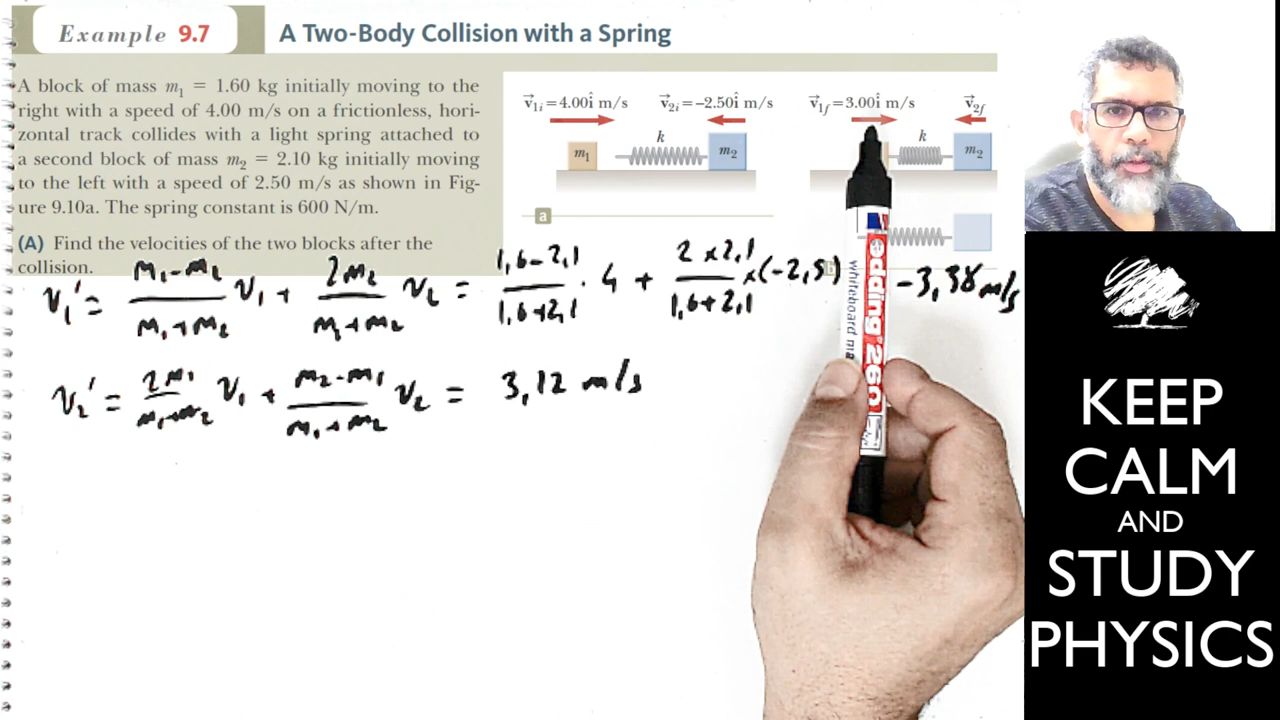 Example 9.7 A Two-Body Collision with a Spring
A block of mass m₁ = 1.60 kg initially moving to the
right with a speed of 4.00 m/s on a frictionless, hori-
zontal track collides with a light spring attached to
a second block of mass m₂ = 2.10 kg initially moving
to the left with a speed of 2.50 m/s as shown in Fig-
ure 9.10a. The spring constant is 600 N/m.
(A) Find the velocities of the two blocks after the
collision.
v⃗₁ᵢ = 4.00î m/s v⃗₂ᵢ = −2.50î m/s
k
m₁ m₂
a
v⃗₁f = 3.00î m/s v⃗₂f
k
m₂
v₁' = (m₁ - m₂)/(m₁ + m₂) v₁ + 2m₂/(m₁ + m₂) v₂ = (1,6 - 2,1)/(1,6 + 2,1) · 4 + (2 × 2,1)/(1,6 + 2,1) × (-2,5) -3,38 m/s
v₂' = 2m₁/(m₁ + m₂) v₁ + (m₂ - m₁)/(m₁ + m₂) v₂ = 3,12 m/s
edding 260
whiteboard ma
KEEP
CALM
AND
STUDY
PHYSICS